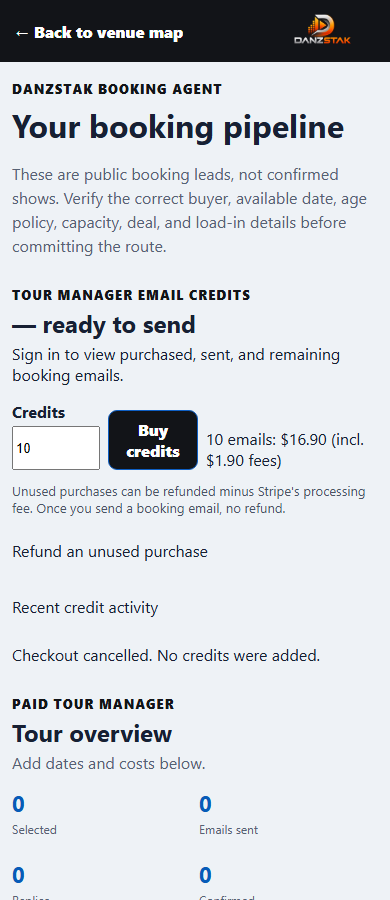 ← Back to venue map
DANZSTAK
DANZSTAK BOOKING AGENT
Your booking pipeline
These are public booking leads, not confirmed
shows. Verify the correct buyer, available date, age
policy, capacity, deal, and load-in details before
committing the route.
TOUR MANAGER EMAIL CREDITS
— ready to send
Sign in to view purchased, sent, and remaining
booking emails.
Credits
10
Buy
credits
10 emails: $16.90 (incl.
$1.90 fees)
Unused purchases can be refunded minus Stripe's processing
fee. Once you send a booking email, no refund.
Refund an unused purchase
Recent credit activity
Checkout cancelled. No credits were added.
PAID TOUR MANAGER
Tour overview
Add dates and costs below.
0
Selected
0
Emails sent
0
0